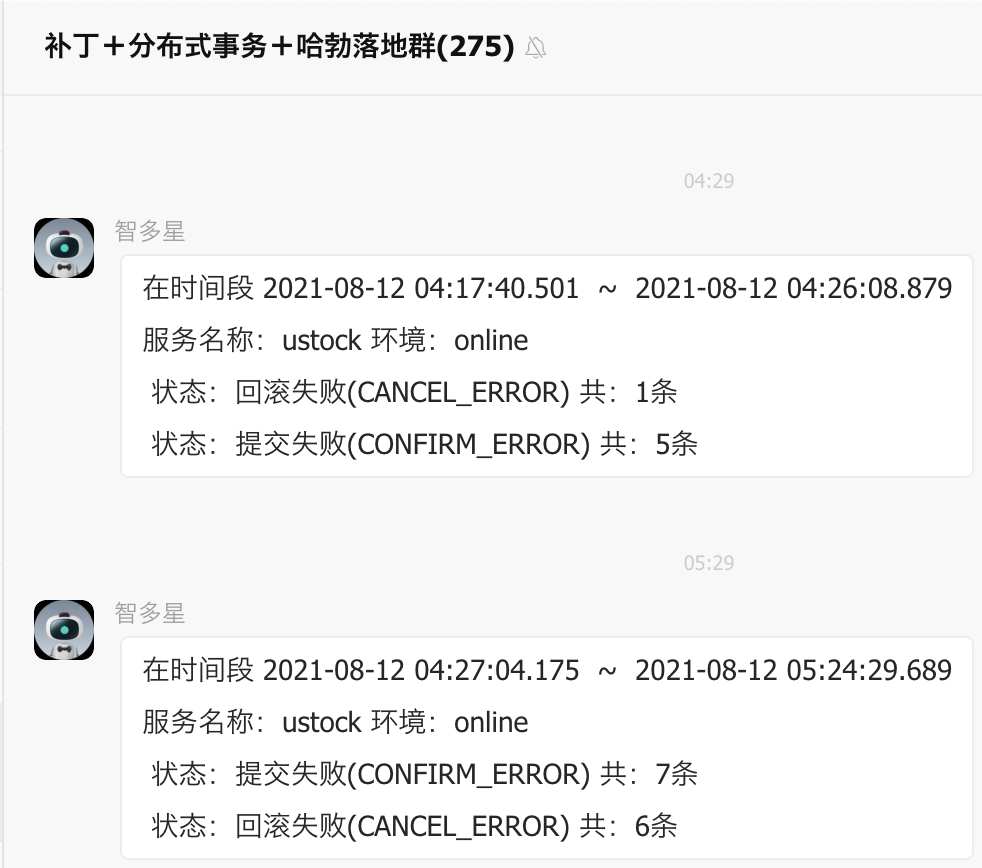 补丁＋分布式事务＋哈勃落地群(275)
04:29
智多星
在时间段 2021-08-12 04:17:40.501 ~ 2021-08-12 04:26:08.879
服务名称：ustock 环境：online
状态：回滚失败(CANCEL_ERROR) 共：1条
状态：提交失败(CONFIRM_ERROR) 共：5条
05:29
智多星
在时间段 2021-08-12 04:27:04.175 ~ 2021-08-12 05:24:29.689
服务名称：ustock 环境：online
状态：提交失败(CONFIRM_ERROR) 共：7条
状态：回滚失败(CANCEL_ERROR) 共：6条